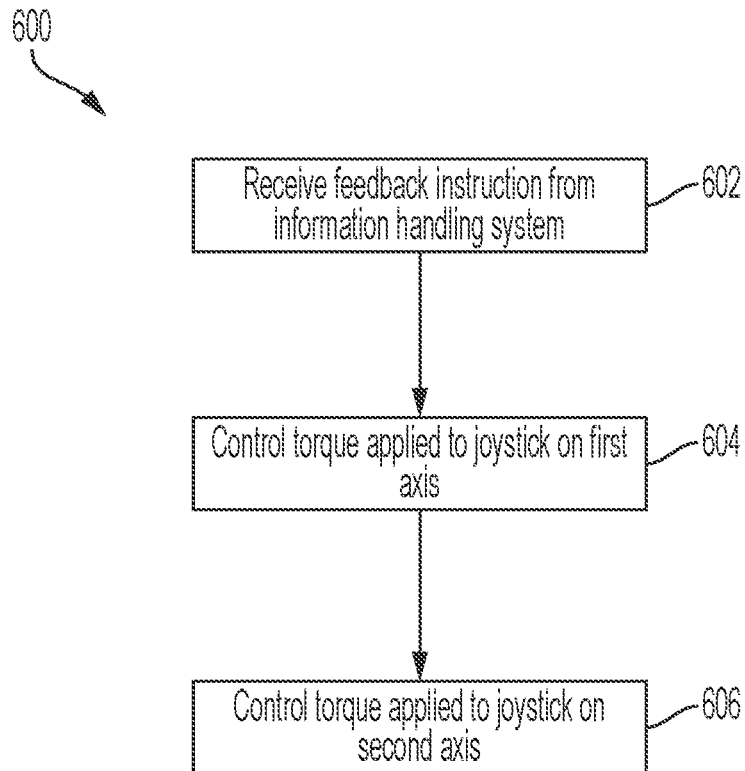 600
Receive feedback instruction from
information handling system
602
Control torque applied to joystick on first
axis
604
Control torque applied to joystick on
second axis
606